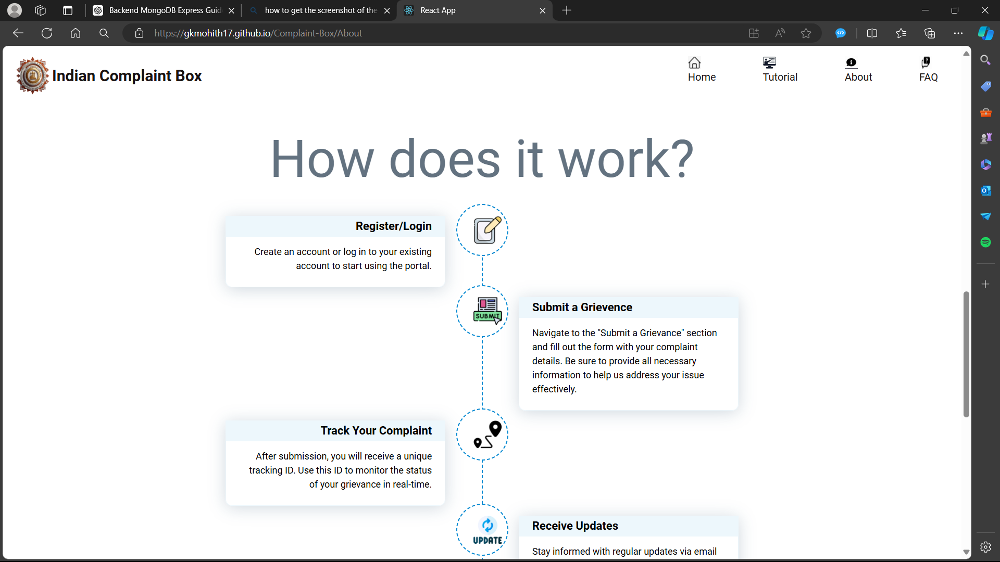 Backend MongoDB Express Guid
how to get the screenshot of the
React App
https://gkmohith17.github.io/Complaint-Box/About
Indian Complaint Box
Home
Tutorial
About
FAQ
How does it work?
Register/Login
Create an account or log in to your existing
account to start using the portal.
SUBMIT
Submit a Grievence
Navigate to the "Submit a Grievance" section
and fill out the form with your complaint
details. Be sure to provide all necessary
information to help us address your issue
effectively.
Track Your Complaint
After submission, you will receive a unique
tracking ID. Use this ID to monitor the status
of your grievance in real-time.
UPDATE
Receive Updates
Stay informed with regular updates via email